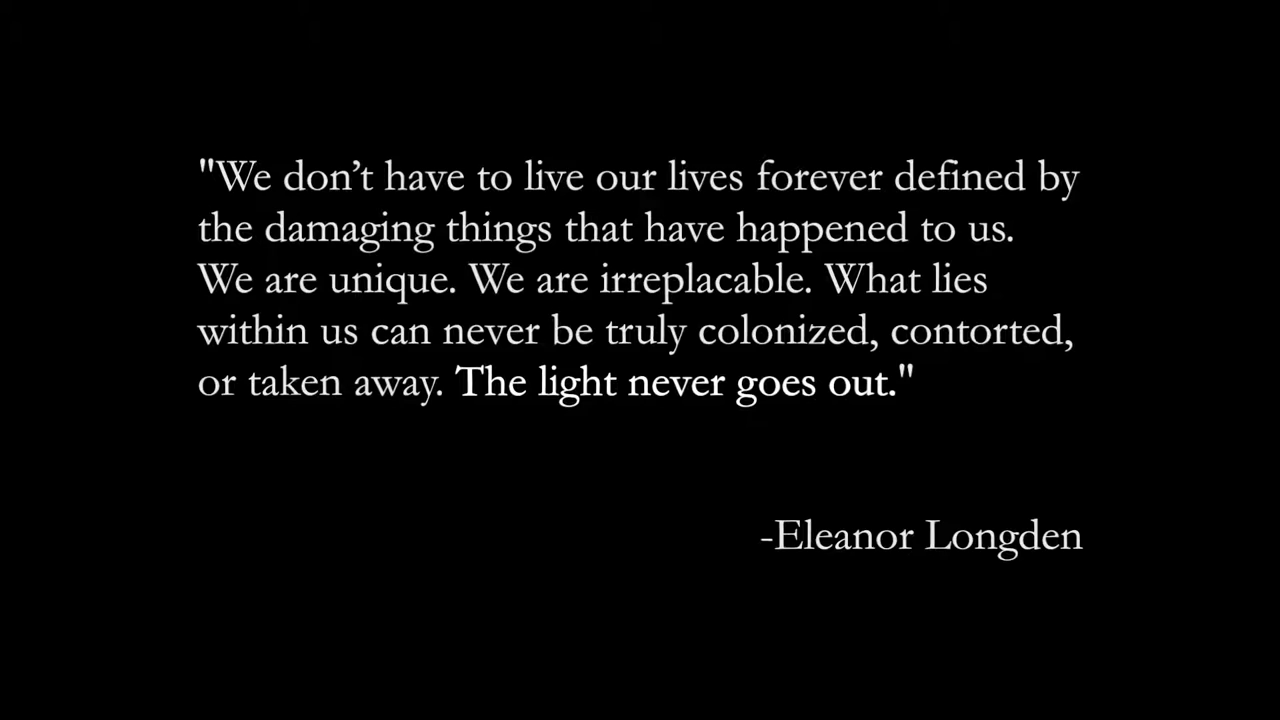 "We don’t have to live our lives forever defined by
the damaging things that have happened to us.
We are unique. We are irreplacable. What lies
within us can never be truly colonized, contorted,
or taken away. The light never goes out."
-Eleanor Longden